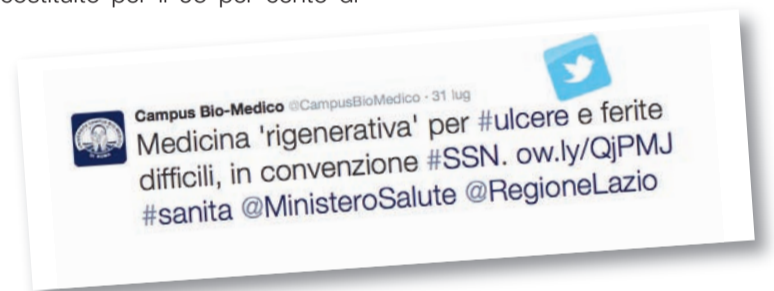 Campus Bio-Medico @CampusBioMedico · 31 lug
Medicina 'rigenerativa' per #ulcere e ferite
difficili, in convenzione #SSN. ow.ly/QjPMJ
#sanita @MinisteroSalute @RegioneLazio